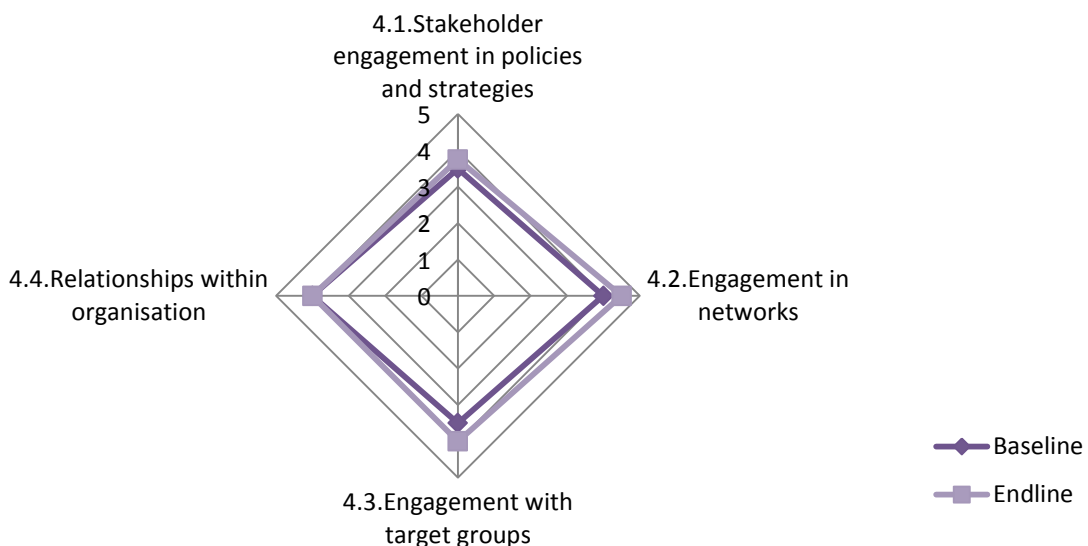 4.1.Stakeholder
engagement in policies
and strategies
5
4
3
2
1
0
4.2.Engagement in
networks
4.3.Engagement with
target groups
4.4.Relationships within
organisation
Baseline
Endline